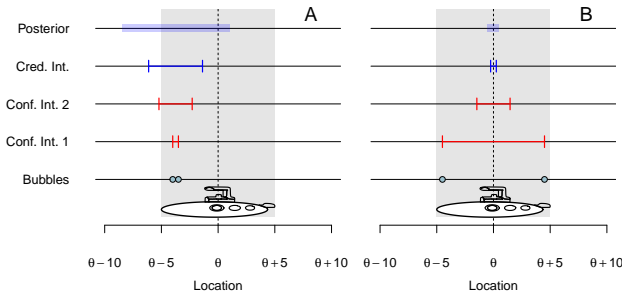 A
B
Posterior
Cred. Int.
Conf. Int. 2
Conf. Int. 1
Bubbles
θ − 10 θ − 5 θ θ + 5 θ + 10
θ − 10 θ − 5 θ θ + 5 θ + 10
Location
Location